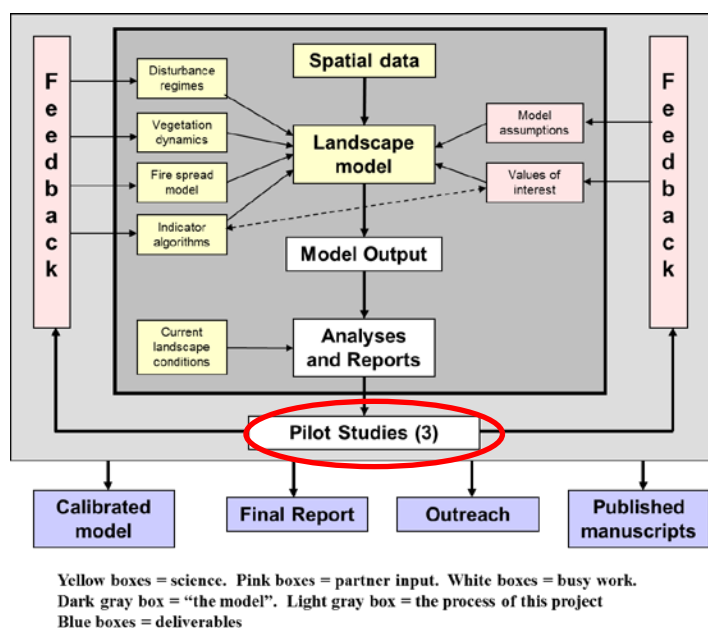 Feedback
Disturbance
regimes
Vegetation
dynamics
Fire spread
model
Indicator
algorithms
Spatial data
Landscape
model
Model
assumptions
Values of
interest
Feedback
Model Output
Current
landscape
conditions
Analyses
and Reports
Pilot Studies (3)
Calibrated
model
Final Report
Outreach
Published
manuscripts
Yellow boxes = science.  Pink boxes = partner input.  White boxes = busy work.
Dark gray box = “the model”.  Light gray box = the process of this project
Blue boxes = deliverables